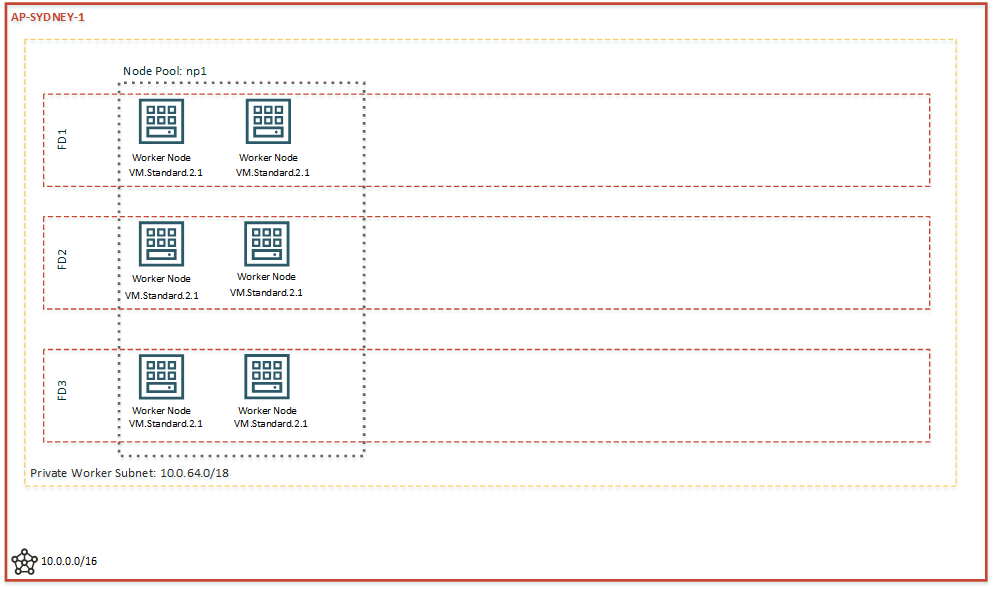 AP-SYDNEY-1
Node Pool: np1
FD1
Worker Node
VM.Standard.2.1
Worker Node
VM.Standard.2.1
FD2
Worker Node
VM.Standard.2.1
Worker Node
VM.Standard.2.1
FD3
Worker Node
VM.Standard.2.1
Worker Node
VM.Standard.2.1
Private Worker Subnet: 10.0.64.0/18
10.0.0.0/16